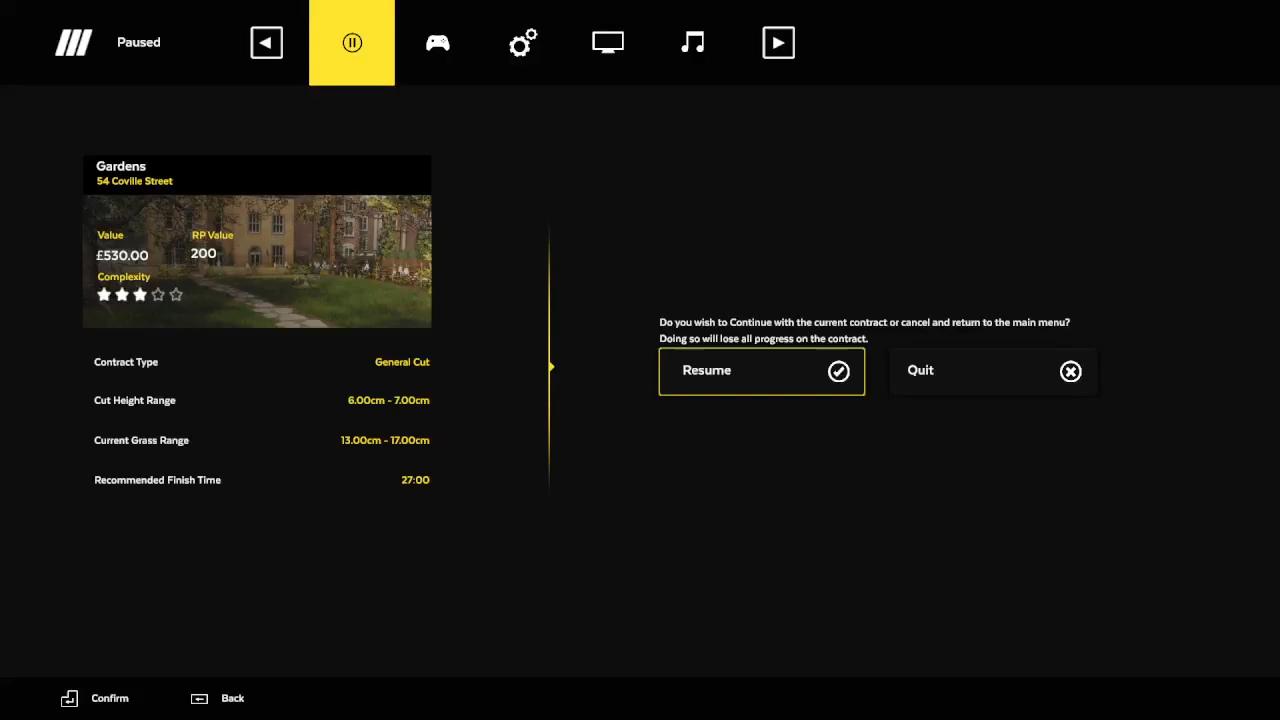 Paused
Gardens
54 Coville Street
Value
RP Value
£530.00
200
Complexity
Contract Type
General Cut
Cut Height Range
6.00cm - 7.00cm
Current Grass Range
13.00cm - 17.00cm
Recommended Finish Time
27:00
Do you wish to Continue with the current contract or cancel and return to the main menu?
Doing so will lose all progress on the contract.
Resume
Quit
Confirm
Back